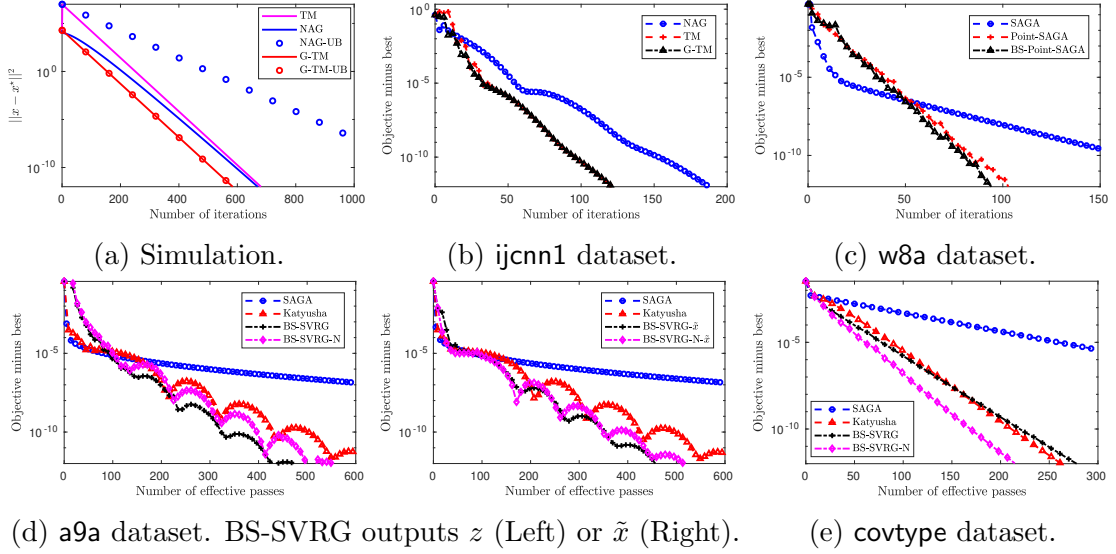 ||x − x⋆||²
10^0
10^-10
0 200 400 600 800 1000
Number of iterations
TM
NAG
NAG-UB
G-TM
G-TM-UB
(a) Simulation.
Objective minus best
10^0
10^-5
10^-10
0 50 100 150 200
Number of iterations
NAG
TM
G-TM
(b) ijcnn1 dataset.
Objective minus best
10^-5
10^-10
0 50 100 150
Number of iterations
SAGA
Point-SAGA
BS-Point-SAGA
(c) w8a dataset.
Objective minus best
10^-5
10^-10
0 100 200 300 400 500 600
Number of effective passes
SAGA
Katyusha
BS-SVRG
BS-SVRG-N
Objective minus best
10^-5
10^-10
0 100 200 300 400 500 600
Number of effective passes
SAGA
Katyusha
BS-SVRG-x̃
BS-SVRG-N-x̃
(d) a9a dataset. BS-SVRG outputs z (Left) or x̃ (Right).
Objective minus best
10^-5
10^-10
0 50 100 150 200 250 300
Number of effective passes
SAGA
Katyusha
BS-SVRG
BS-SVRG-N
(e) covtype dataset.